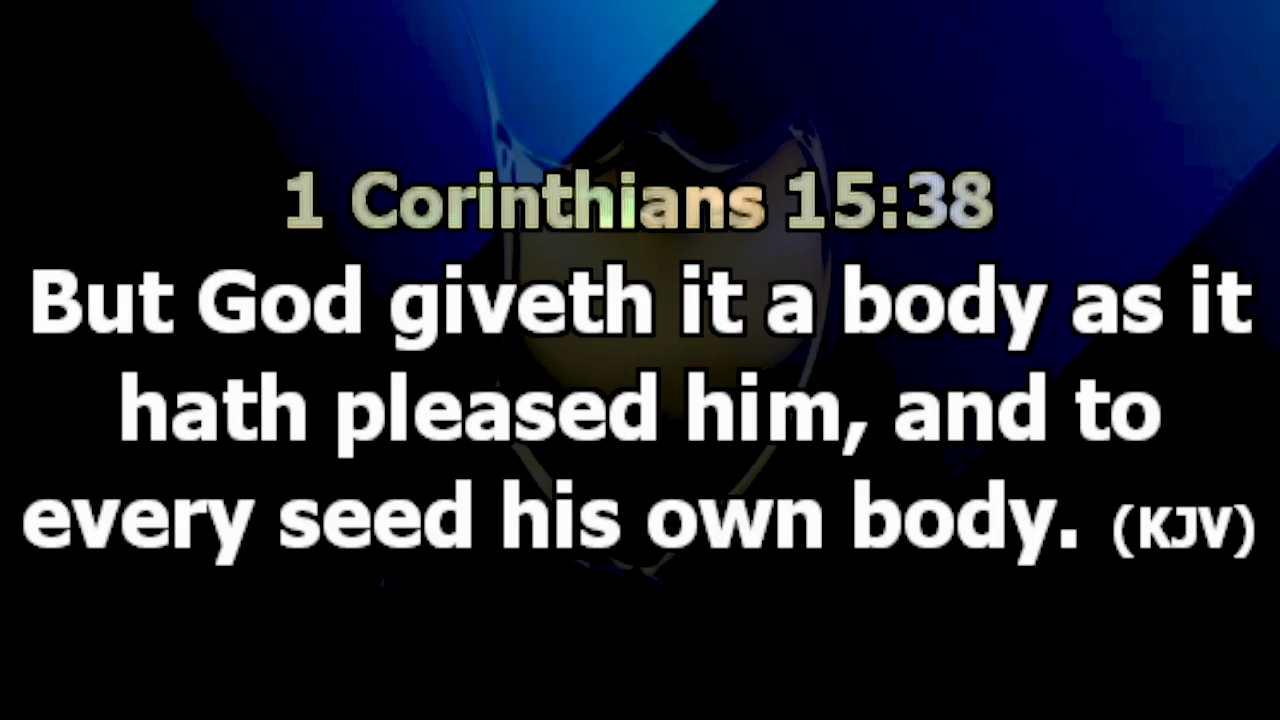 1 Corinthians 15:38
But God giveth it a body as it
hath pleased him, and to
every seed his own body. (KJV)